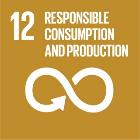 12 RESPONSIBLE
CONSUMPTION
AND PRODUCTION